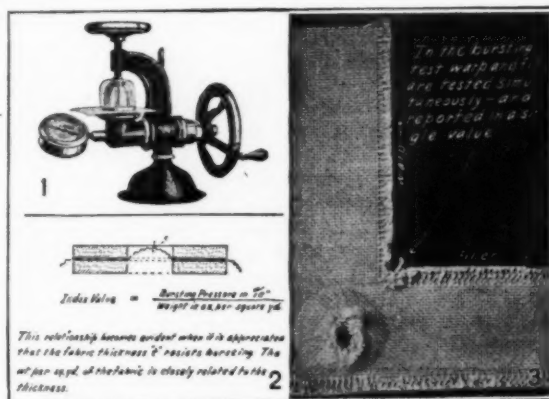 1
Index Value = Bursting Pressure in
Weight in oz. per square yd.
This relationship becomes evident when it is appreciated
that the fabric thickness "t" resists bursting. The
wt per sq. yd. of the fabric is closely related to the
thickness.
2
In the bursting
test warp and
are tested simu
taneously - and
reported in a sin
gle value
warp
filler
3